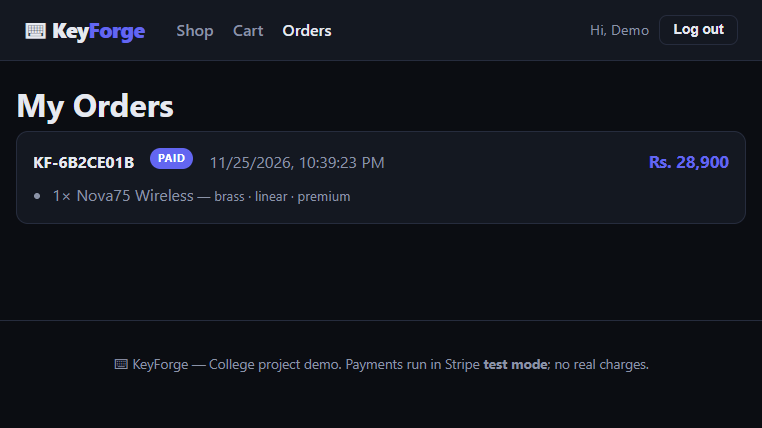 ⌨ KeyForge Shop Cart Orders Hi, Demo Log out
My Orders
KF-6B2CE01B PAID 11/25/2026, 10:39:23 PM Rs. 28,900
• 1× Nova75 Wireless — brass · linear · premium
⌨ KeyForge — College project demo. Payments run in Stripe test mode; no real charges.